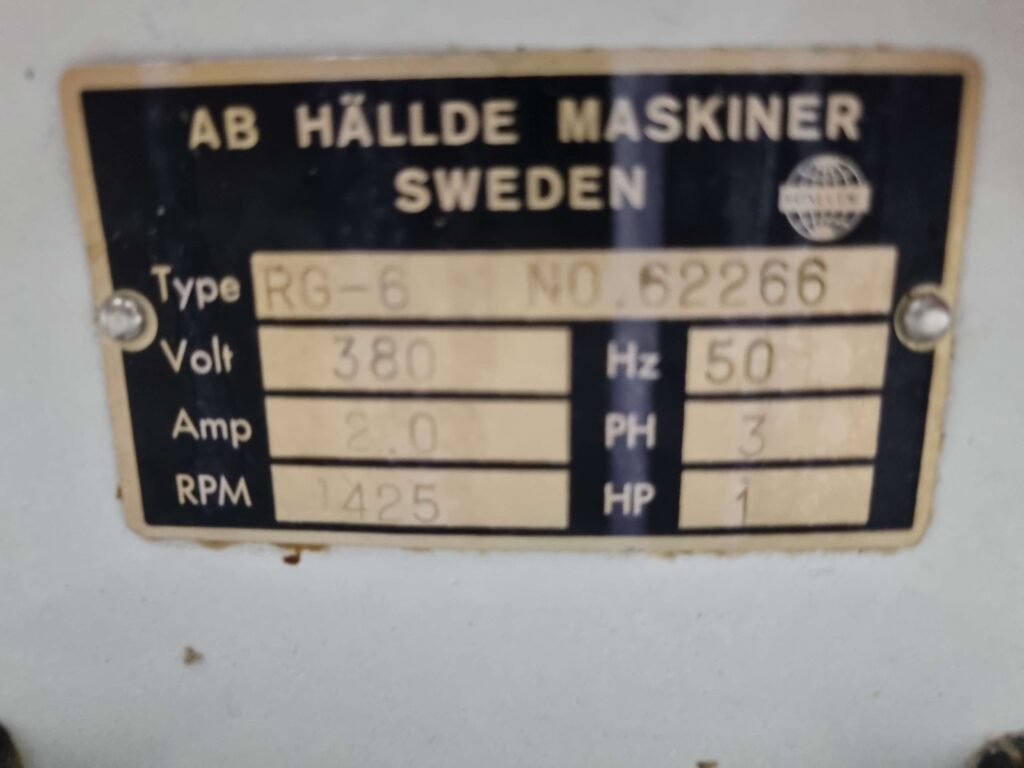 AB HÄLLDE MASKINER
SWEDEN
HÄLLDE
Type RG-6 NO.62266
Volt 380 Hz 50
Amp 2.0 PH 3
RPM 1425 HP 1